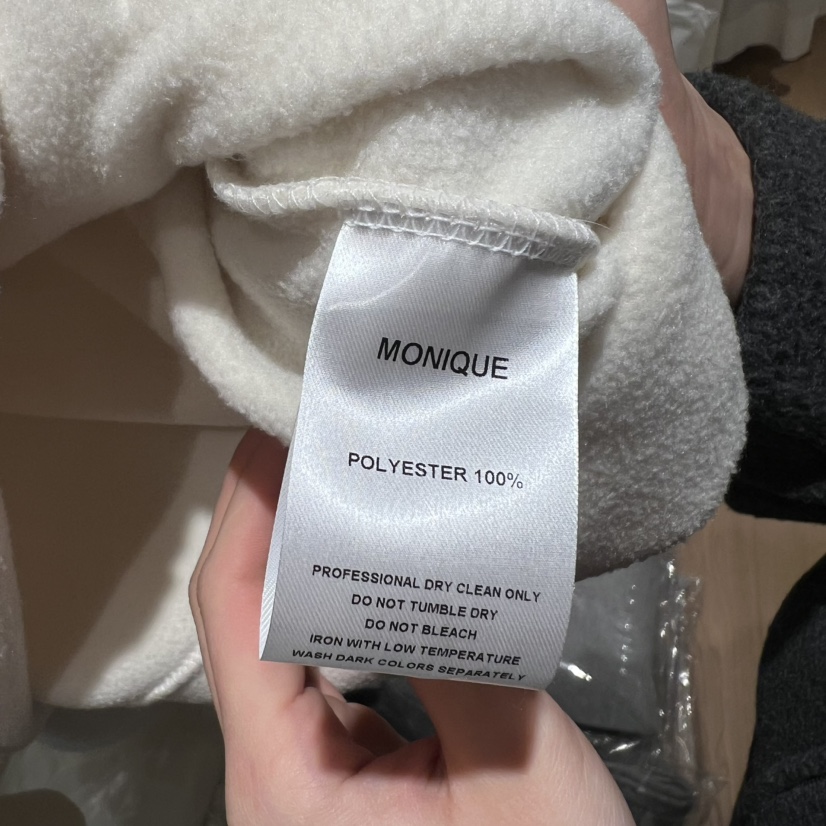 MONIQUE
POLYESTER 100%
PROFESSIONAL DRY CLEAN ONLY
DO NOT TUMBLE DRY
DO NOT BLEACH
IRON WITH LOW TEMPERATURE
WASH DARK COLORS SEPARATELY